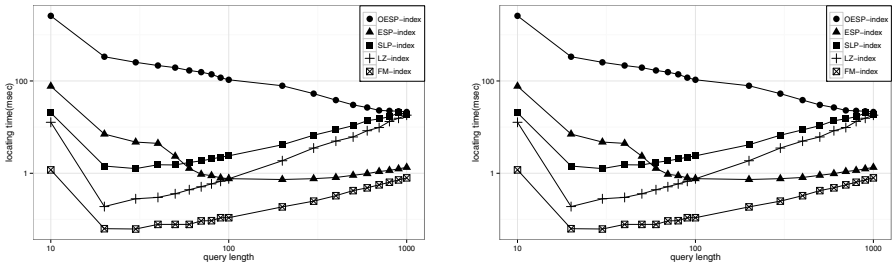 locating time(msec)
100
1
10
100
1000
query length
OESP−index
ESP−index
SLP−index
LZ−index
FM−index
locating time(msec)
100
1
10
100
1000
query length
OESP−index
ESP−index
SLP−index
LZ−index
FM−index